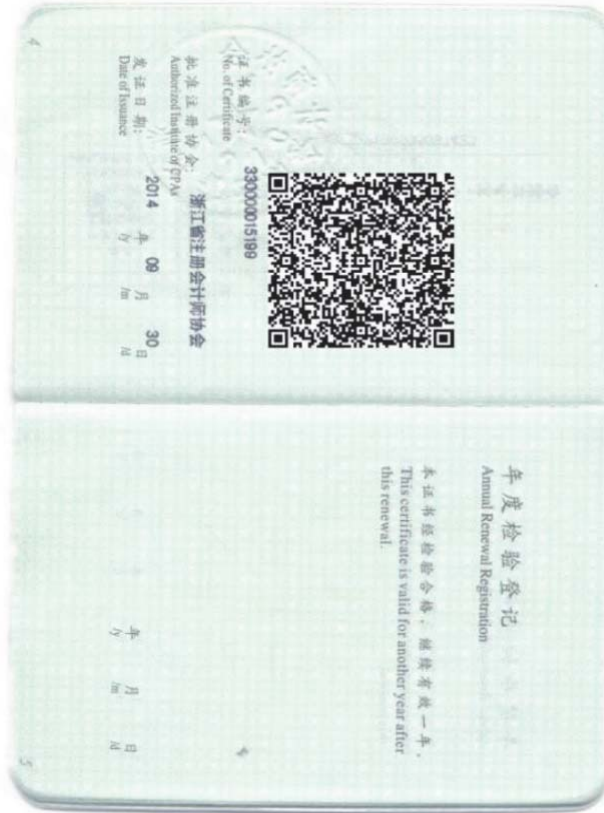 证书编号：
No. of Certificate
330000015199
批准注册协会：
Authorized Institute of CPAs
浙江省注册会计师协会
发证日期：
Date of Issuance
2014 年 09 月 30 日
/y /m /d
4
年度检验登记
Annual Renewal Registration
本证书经检验合格，继续有效一年。
This certificate is valid for another year after
this renewal.
年 月 日
/y /m /d
5